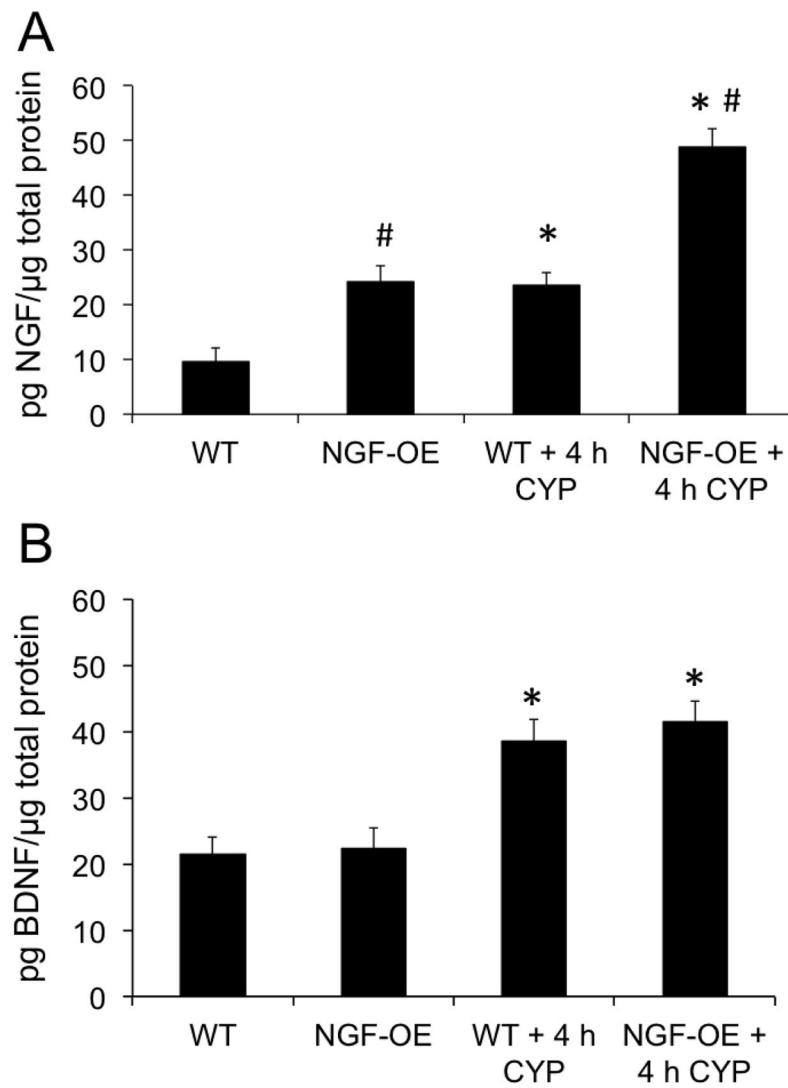 A
pg NGF/µg total protein
60
50
40
30
20
10
0
#
*
* #
WT
NGF-OE
WT + 4 h
CYP
NGF-OE +
4 h CYP
B
pg BDNF/µg total protein
60
50
40
30
20
10
0
*
*
WT
NGF-OE
WT + 4 h
CYP
NGF-OE +
4 h CYP